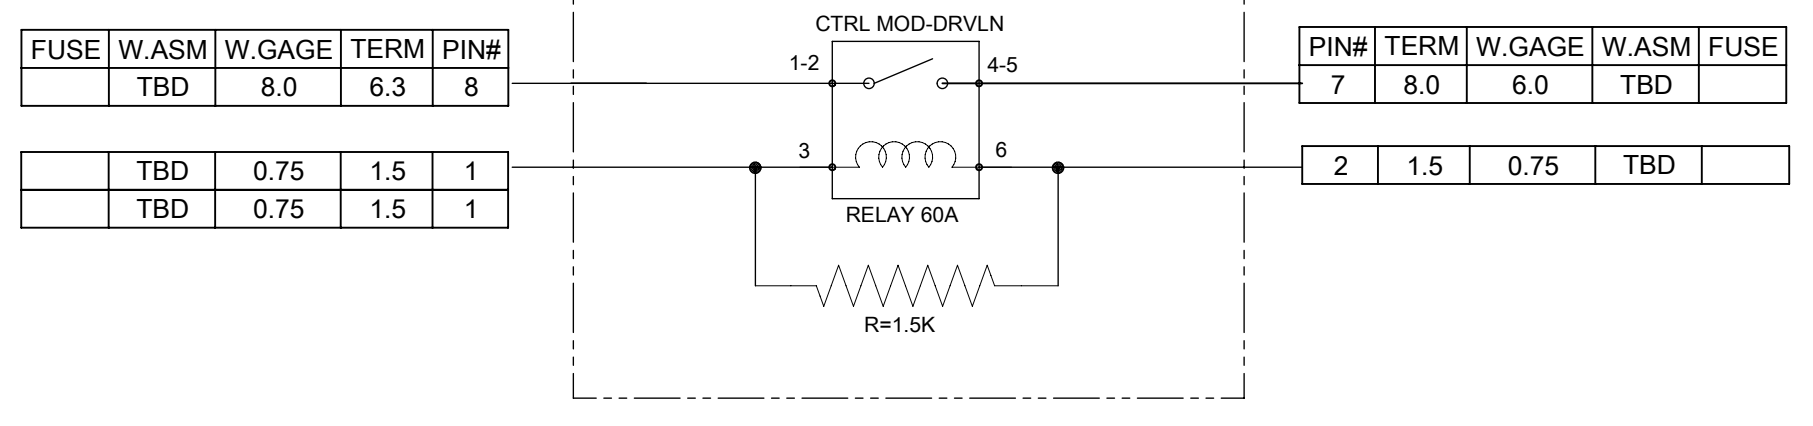 CTRL MOD-DRVLN
FUSE W.ASM W.GAGE TERM PIN#
TBD 8.0 6.3 8
1-2
4-5
PIN# TERM W.GAGE W.ASM FUSE
7 8.0 6.0 TBD
TBD 0.75 1.5 1
TBD 0.75 1.5 1
3
6
2 1.5 0.75 TBD
RELAY 60A
R=1.5K